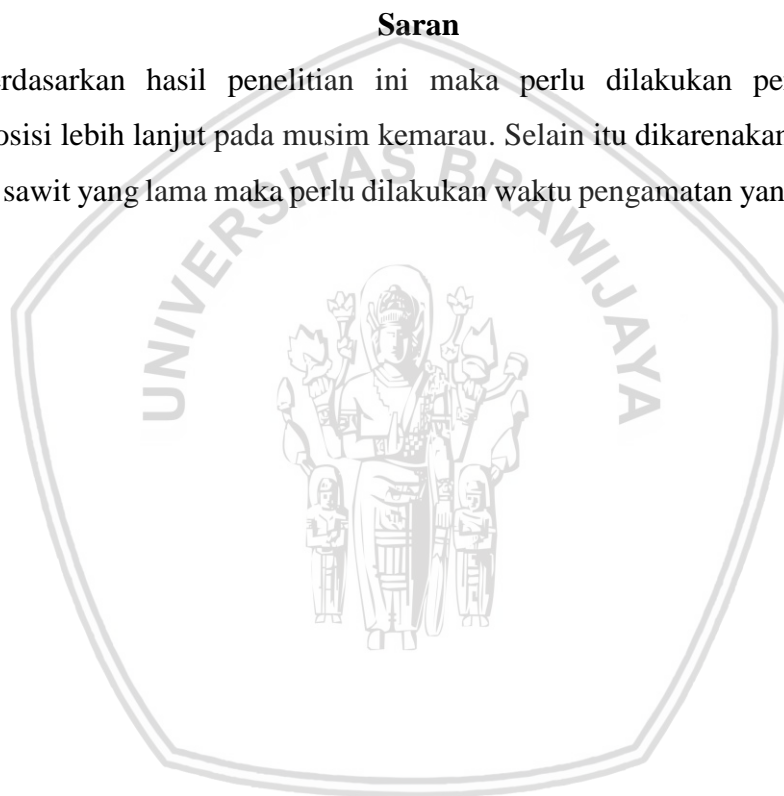 Saran
erdasarkan hasil penelitian ini maka perlu dilakukan pe
osisi lebih lanjut pada musim kemarau. Selain itu dikarenakan
sawit yang lama maka perlu dilakukan waktu pengamatan yan
UNIVERSITAS BRAWIJAYA